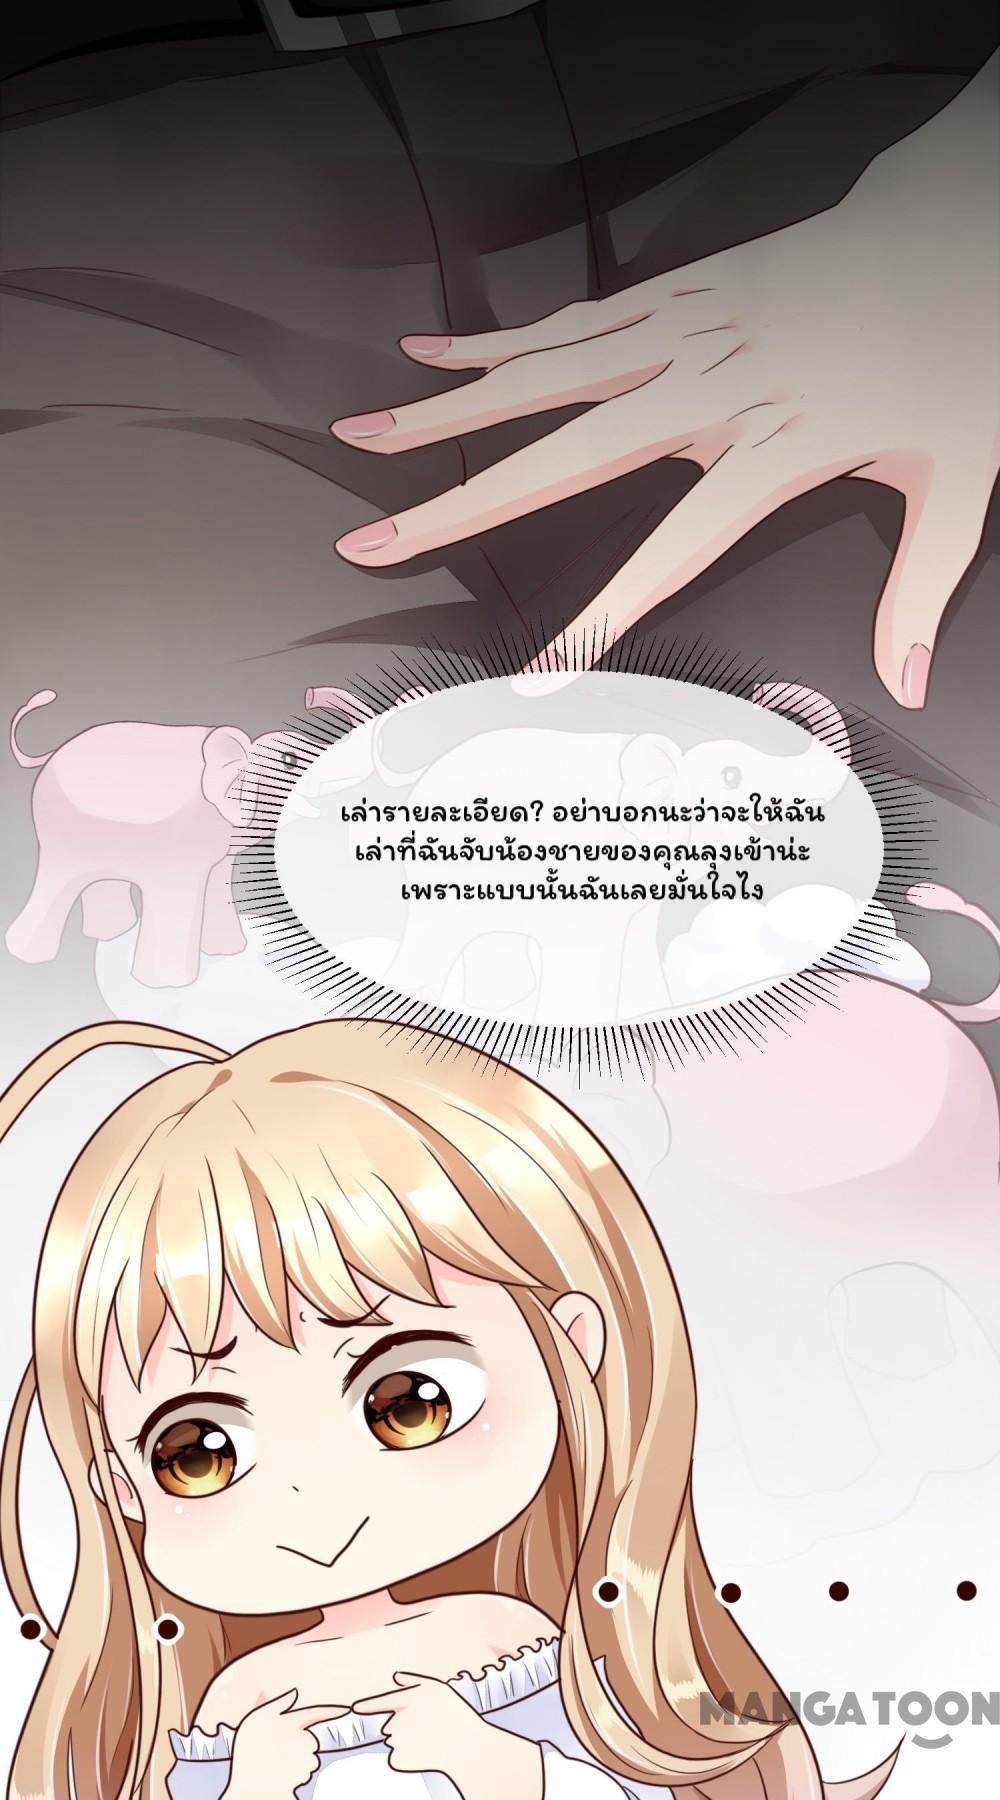 เล่ารายละเอียด? อย่าบอกนะว่าจะให้ฉัน
เล่าที่ฉันจับน้องชายของคุณลุงเข้าน่ะ
เพราะแบบนั้นฉันเลยมั่นใจไง
MANGATOON